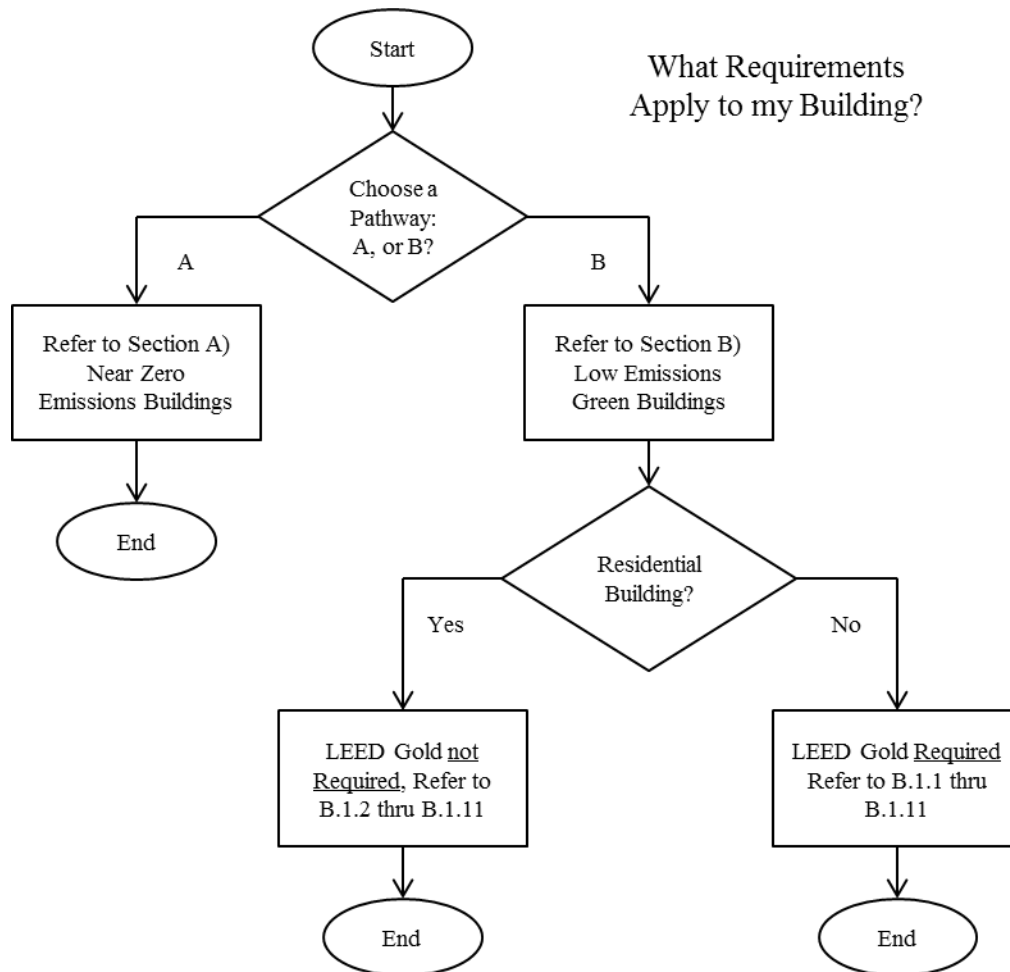 Start
What Requirements
Apply to my Building?
Choose a
Pathway:
A, or B?
A
B
Refer to Section A)
Near Zero
Emissions Buildings
Refer to Section B)
Low Emissions
Green Buildings
End
Residential
Building?
Yes
No
LEED Gold not
Required, Refer to
B.1.2 thru B.1.11
LEED Gold Required
Refer to B.1.1 thru
B.1.11
End
End